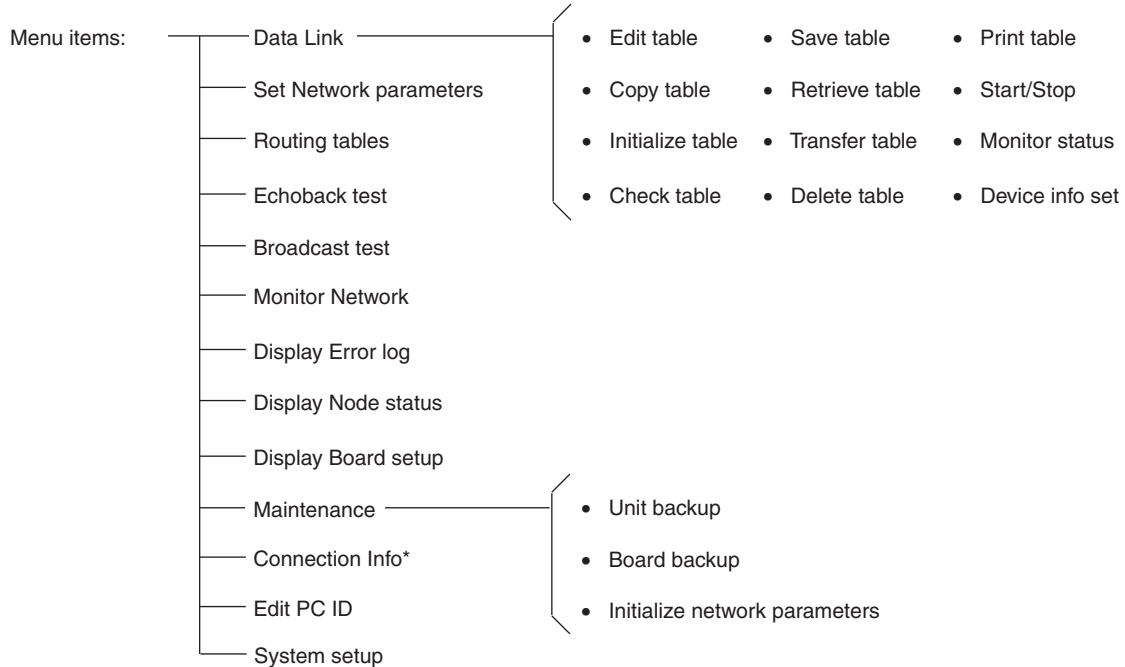 Menu items:
Data Link
• Edit table • Save table • Print table
Set Network parameters
• Copy table • Retrieve table • Start/Stop
Routing tables
• Initialize table • Transfer table • Monitor status
Echoback test
• Check table • Delete table • Device info set
Broadcast test
Monitor Network
Display Error log
Display Node status
Display Board setup
Maintenance
• Unit backup
Connection Info*
• Board backup
Edit PC ID
• Initialize network parameters
System setup